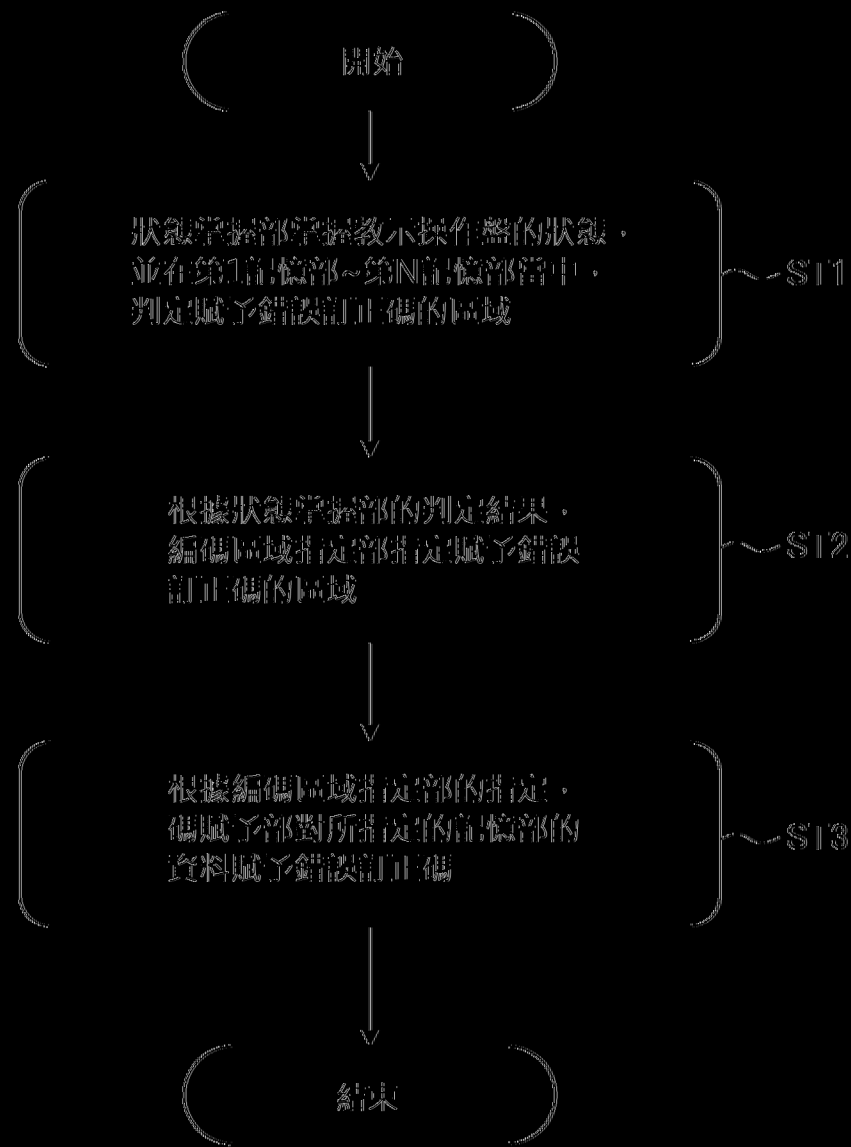 開始
狀態掌握部掌握教示操作盤的狀態，
並在第1記憶部~第N記憶部當中，
判定賦予錯誤訂正碼的區域
ST1
根據狀態掌握部的判定結果，
編碼區域指定部指定賦予錯誤
訂正碼的區域
ST2
根據編碼區域指定部的指定，
碼賦予部對所指定的記憶部的
資料賦予錯誤訂正碼
ST3
結束